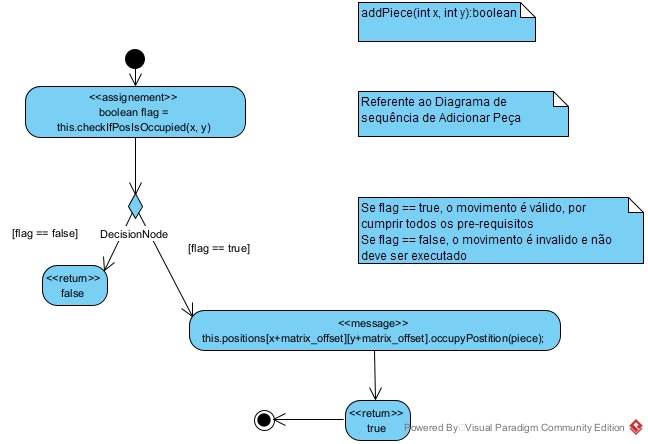 addPiece(int x, int y):boolean
<<assignement>>
boolean flag =
this.checkIfPosIsOccupied(x, y)
Referente ao Diagrama de
sequência de Adicionar Peça
Se flag == true, o movimento é válido, por
cumprir todos os pre-requisitos
Se flag == false, o movimento é invalido e não
deve ser executado
[flag == false]
DecisionNode
[flag == true]
<<return>>
false
<<message>>
this.positions[x+matrix_offset][y+matrix_offset].occupyPostition(piece);
<<return>>
true
Powered By Visual Paradigm Community Edition